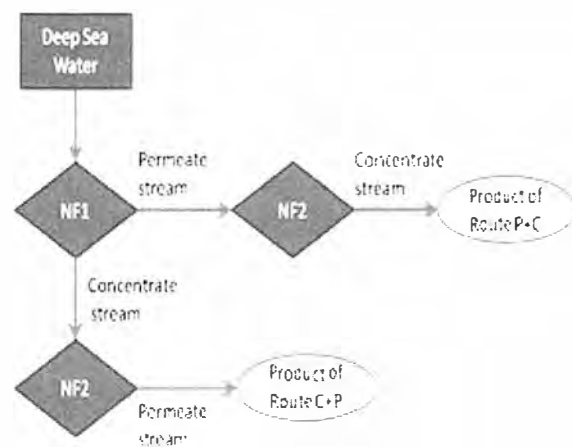 Deep Sea
Water
Permeate
stream
Concentrate
stream
NF1
NF2
Product of
Route P+C
Concentrate
stream
NF2
Permeate
stream
Product of
Route C+P